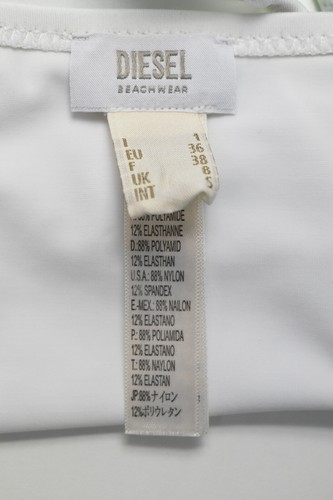 DIESEL
BEACHWEAR
I 1
EU 36
F 38
UK 8
INT S
88% POLYAMIDE
12% ELASTHANNE
D.: 88% POLYAMID
12% ELASTHAN
U.S.A.: 88% NYLON
12% SPANDEX
E.-MEX.: 88% NAILON
12% ELASTANO
P.: 88% POLIAMIDA
12% ELASTANO
T.: 88% NAYLON
12% ELASTAN
JP.88% ナイロン
12%ポリウレタン